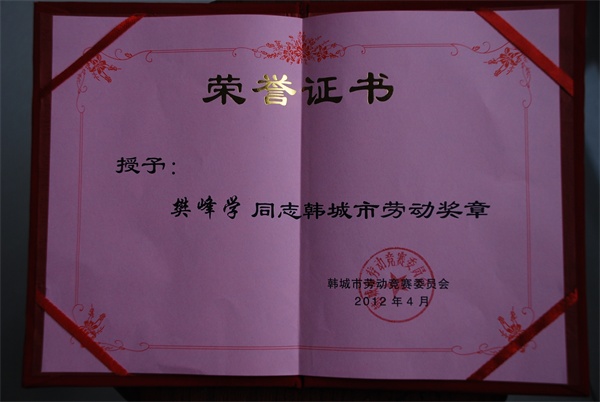 荣誉证书
授予：
樊峰学同志韩城市劳动奖章
韩城市劳动竞赛委员会
2012年4月